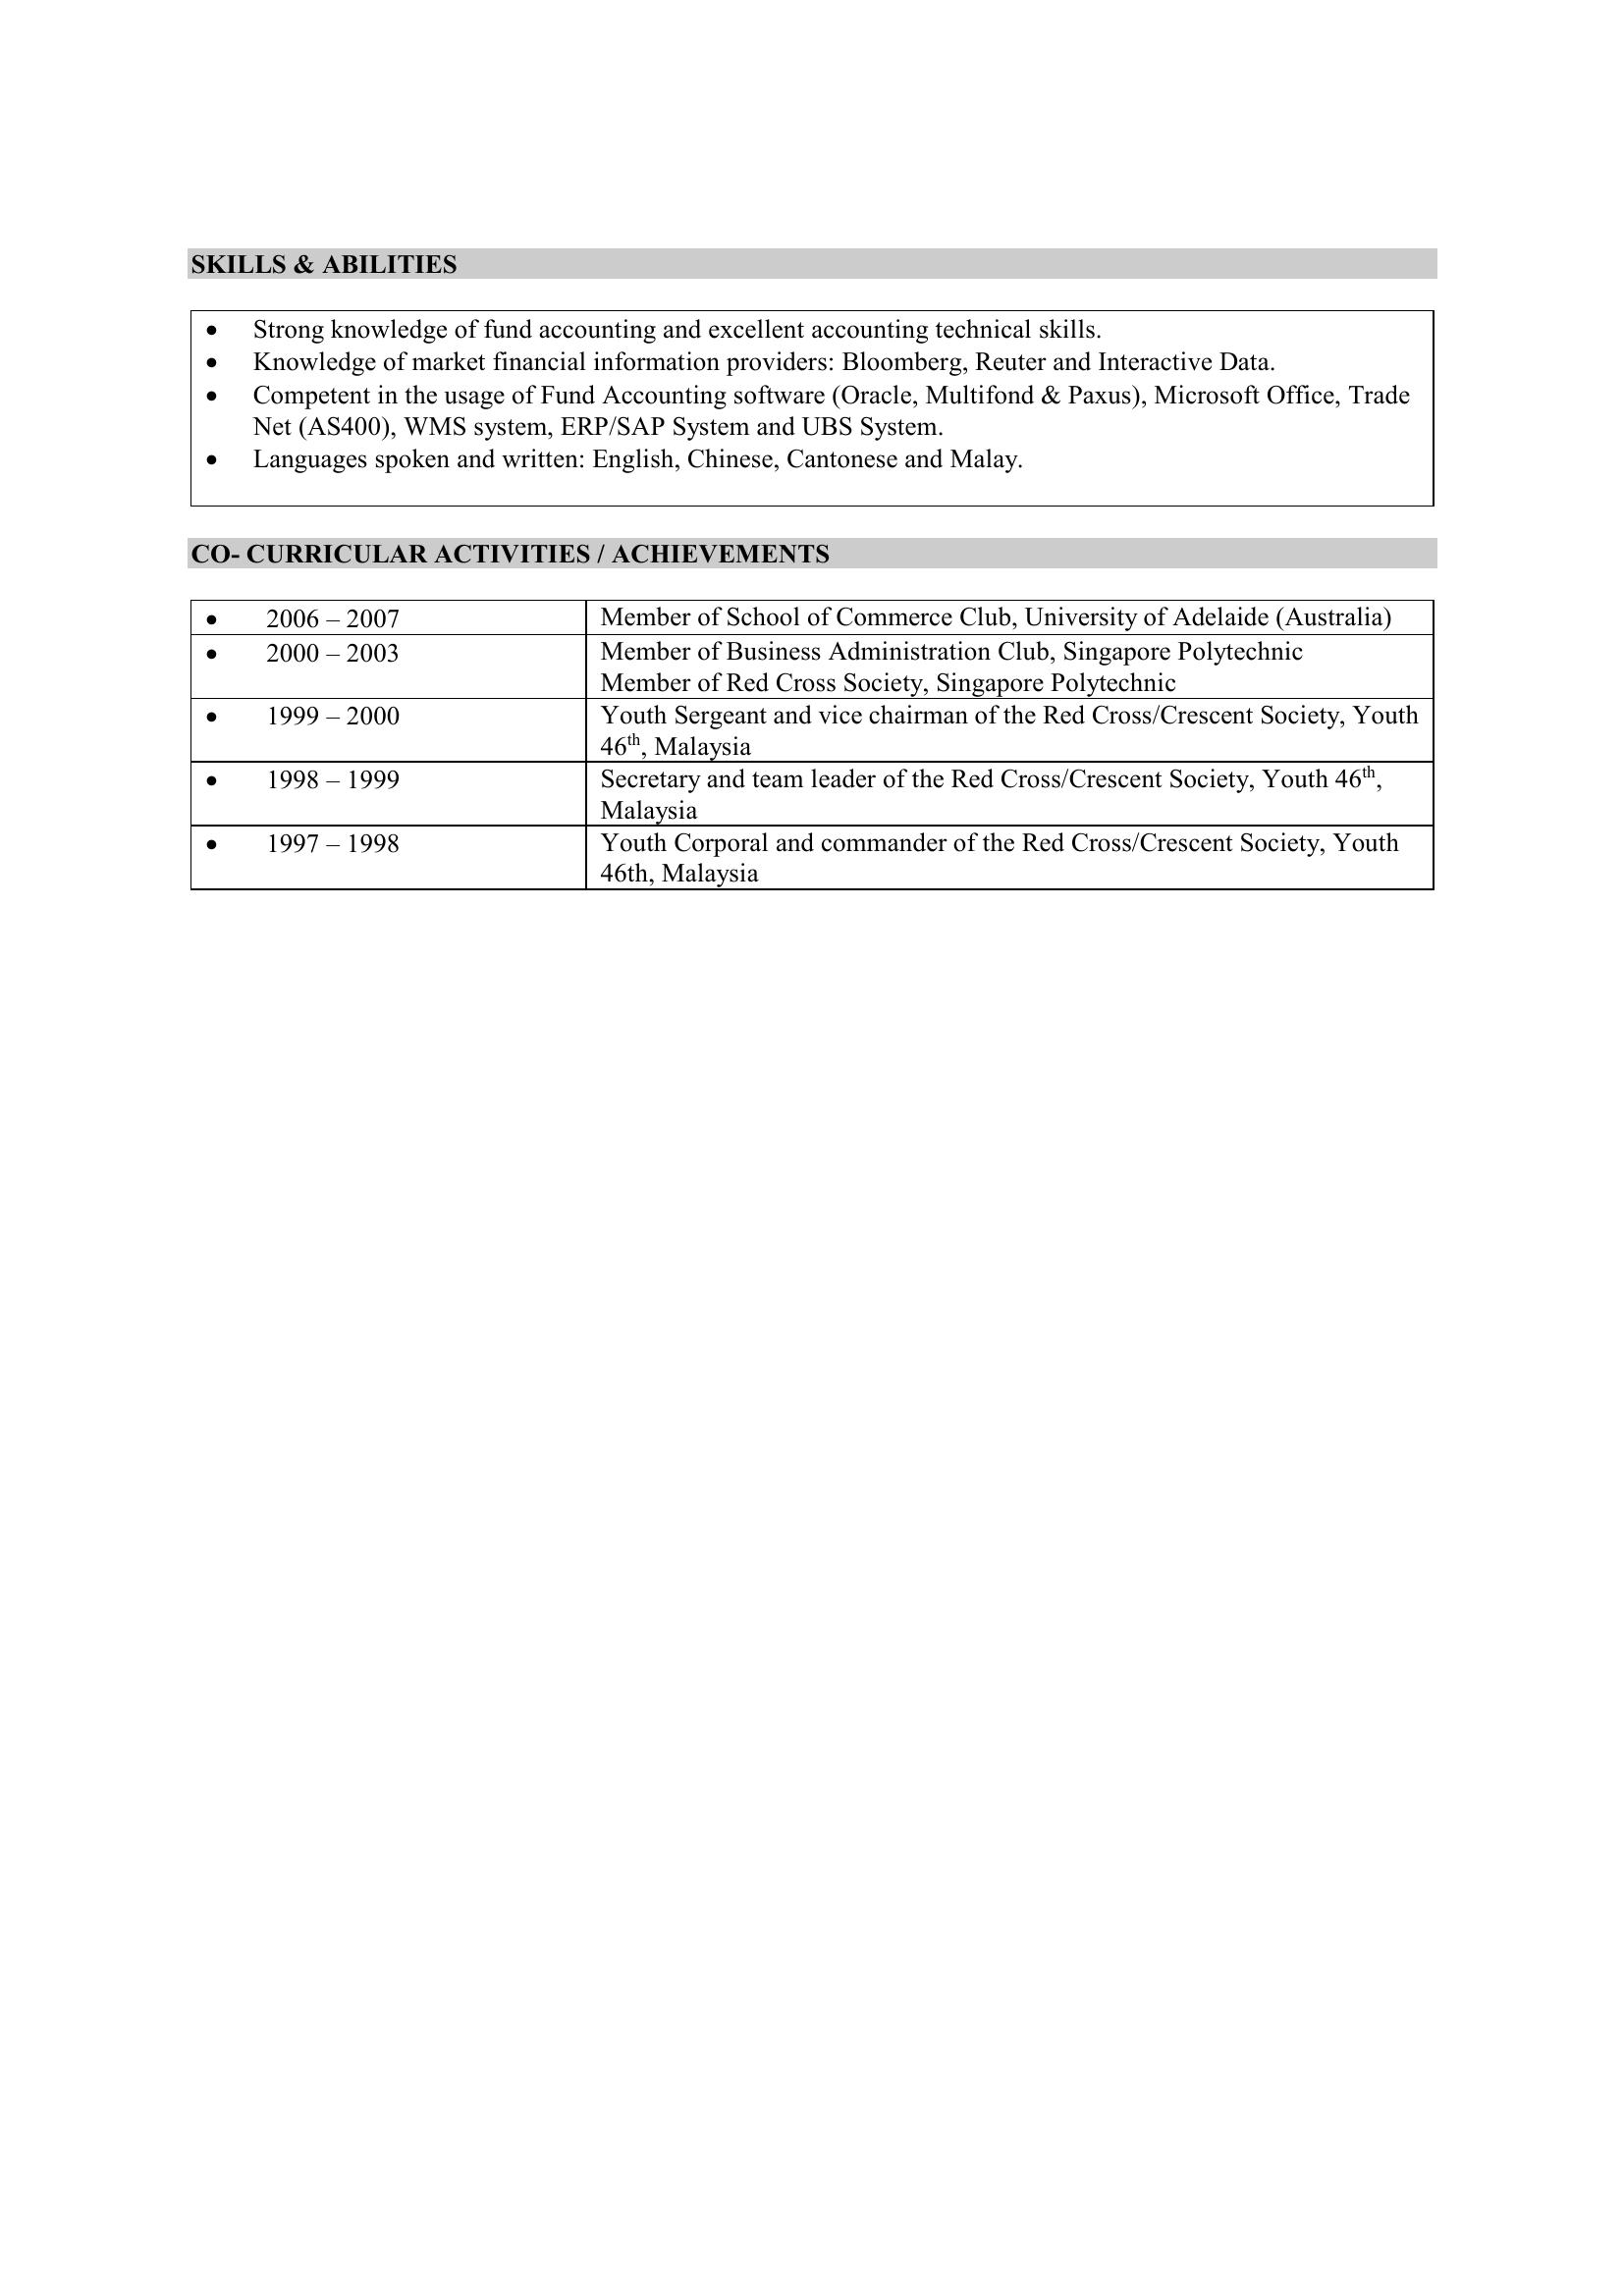 SKILLS & ABILITIES
• Strong knowledge of fund accounting and excellent accounting technical skills.
• Knowledge of market financial information providers: Bloomberg, Reuter and Interactive Data.
• Competent in the usage of Fund Accounting software (Oracle, Multifond & Paxus), Microsoft Office, Trade
Net (AS400), WMS system, ERP/SAP System and UBS System.
• Languages spoken and written: English, Chinese, Cantonese and Malay.
CO- CURRICULAR ACTIVITIES / ACHIEVEMENTS
• 2006 – 2007 Member of School of Commerce Club, University of Adelaide (Australia)
• 2000 – 2003 Member of Business Administration Club, Singapore Polytechnic
Member of Red Cross Society, Singapore Polytechnic
• 1999 – 2000 Youth Sergeant and vice chairman of the Red Cross/Crescent Society, Youth
46th, Malaysia
• 1998 – 1999 Secretary and team leader of the Red Cross/Crescent Society, Youth 46th,
Malaysia
• 1997 – 1998 Youth Corporal and commander of the Red Cross/Crescent Society, Youth
46th, Malaysia